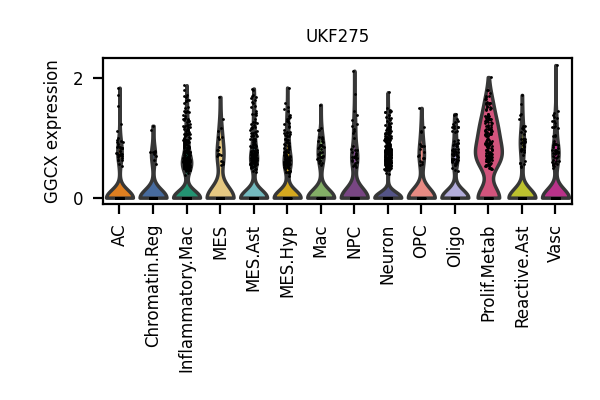 UKF275
GGCX expression
2
0
AC
Chromatin.Reg
Inflammatory.Mac
MES
MES.Ast
MES.Hyp
Mac
NPC
Neuron
OPC
Oligo
Prolif.Metab
Reactive.Ast
Vasc